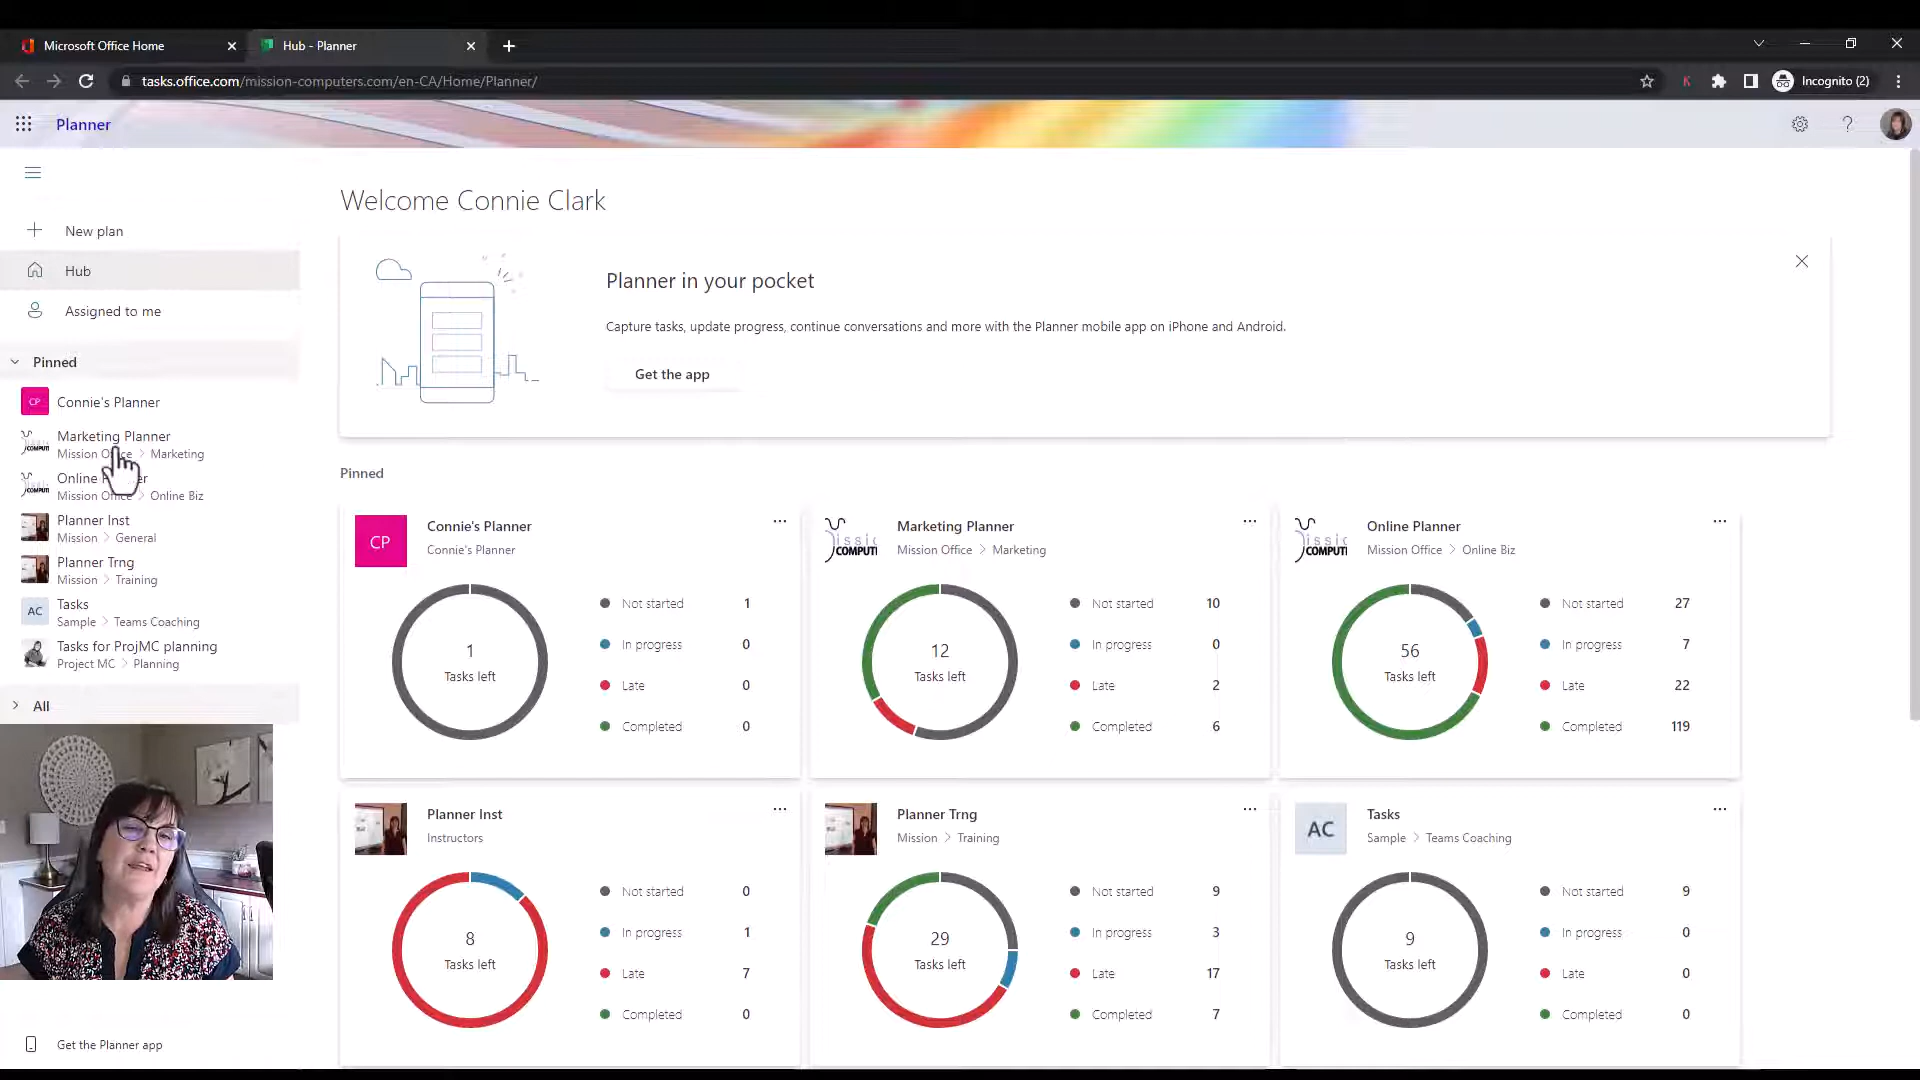 Microsoft Office Home
Hub - Planner
tasks.office.com/mission-computers.com/en-CA/Home/Planner/
Incognito (2)
Planner
New plan
Hub
Assigned to me
Pinned
CP
Connie's Planner
Marketing Planner
Mission Office > Marketing
Online
Mission Office > Online Biz
Planner Inst
Mission > General
Planner Trng
Mission > Training
AC
Tasks
Sample > Teams Coaching
Tasks for ProjMC planning
Project MC > Planning
All
Get the Planner app
Welcome Connie Clark
Planner in your pocket
Capture tasks, update progress, continue conversations and more with the Planner mobile app on iPhone and Android.
Get the app
Pinned
CP
Connie's Planner
Connie's Planner
1
Tasks left
Not started 1
In progress 0
Late 0
Completed 0
Marketing Planner
Mission Office > Marketing
12
Tasks left
Not started 10
In progress 0
Late 2
Completed 6
Online Planner
Mission Office > Online Biz
56
Tasks left
Not started 27
In progress 7
Late 22
Completed 119
Planner Inst
Instructors
8
Tasks left
Not started 0
In progress 1
Late 7
Completed 0
Planner Trng
Mission > Training
29
Tasks left
Not started 9
In progress 3
Late 17
Completed 7
AC
Tasks
Sample > Teams Coaching
9
Tasks left
Not started 9
In progress 0
Late 0
Completed 0